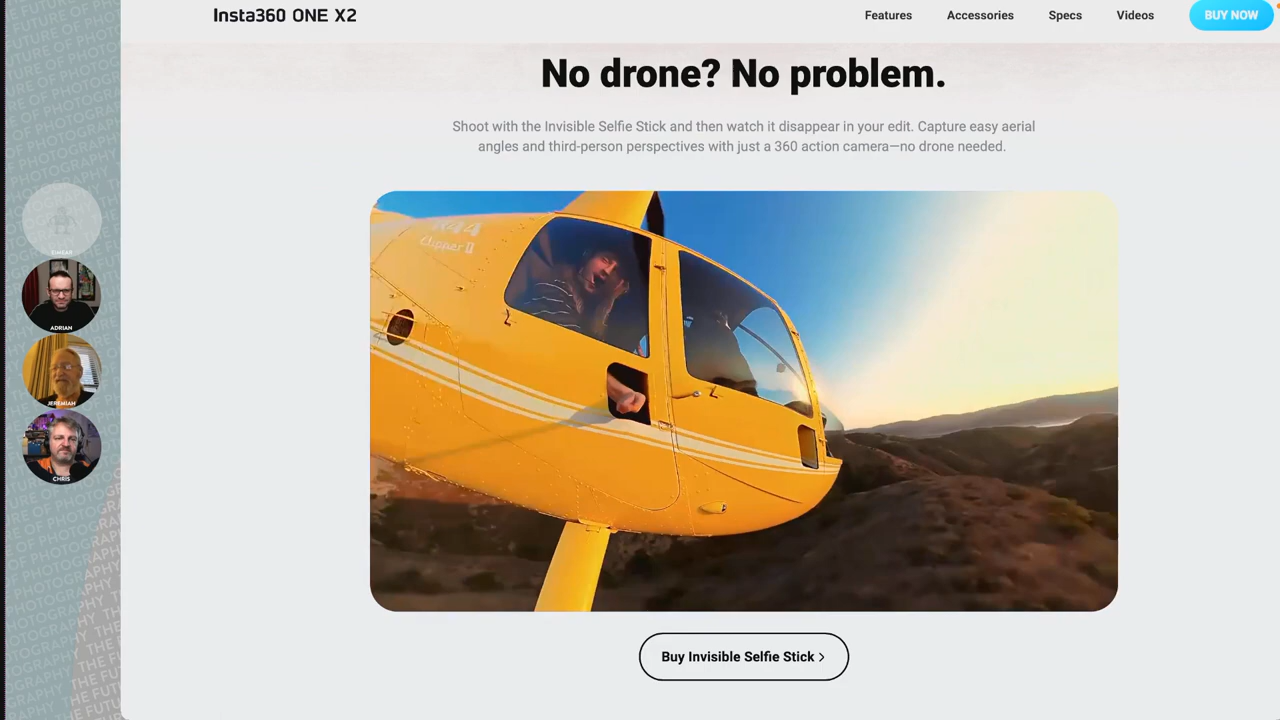 Insta360 ONE X2
Features
Accessories
Specs
Videos
BUY NOW
No drone? No problem.
Shoot with the Invisible Selfie Stick and then watch it disappear in your edit. Capture easy aerial
angles and third-person perspectives with just a 360 action camera—no drone needed.
Clipper II
ADRIAN
JEREMIAH
CHRIS
Buy Invisible Selfie Stick >